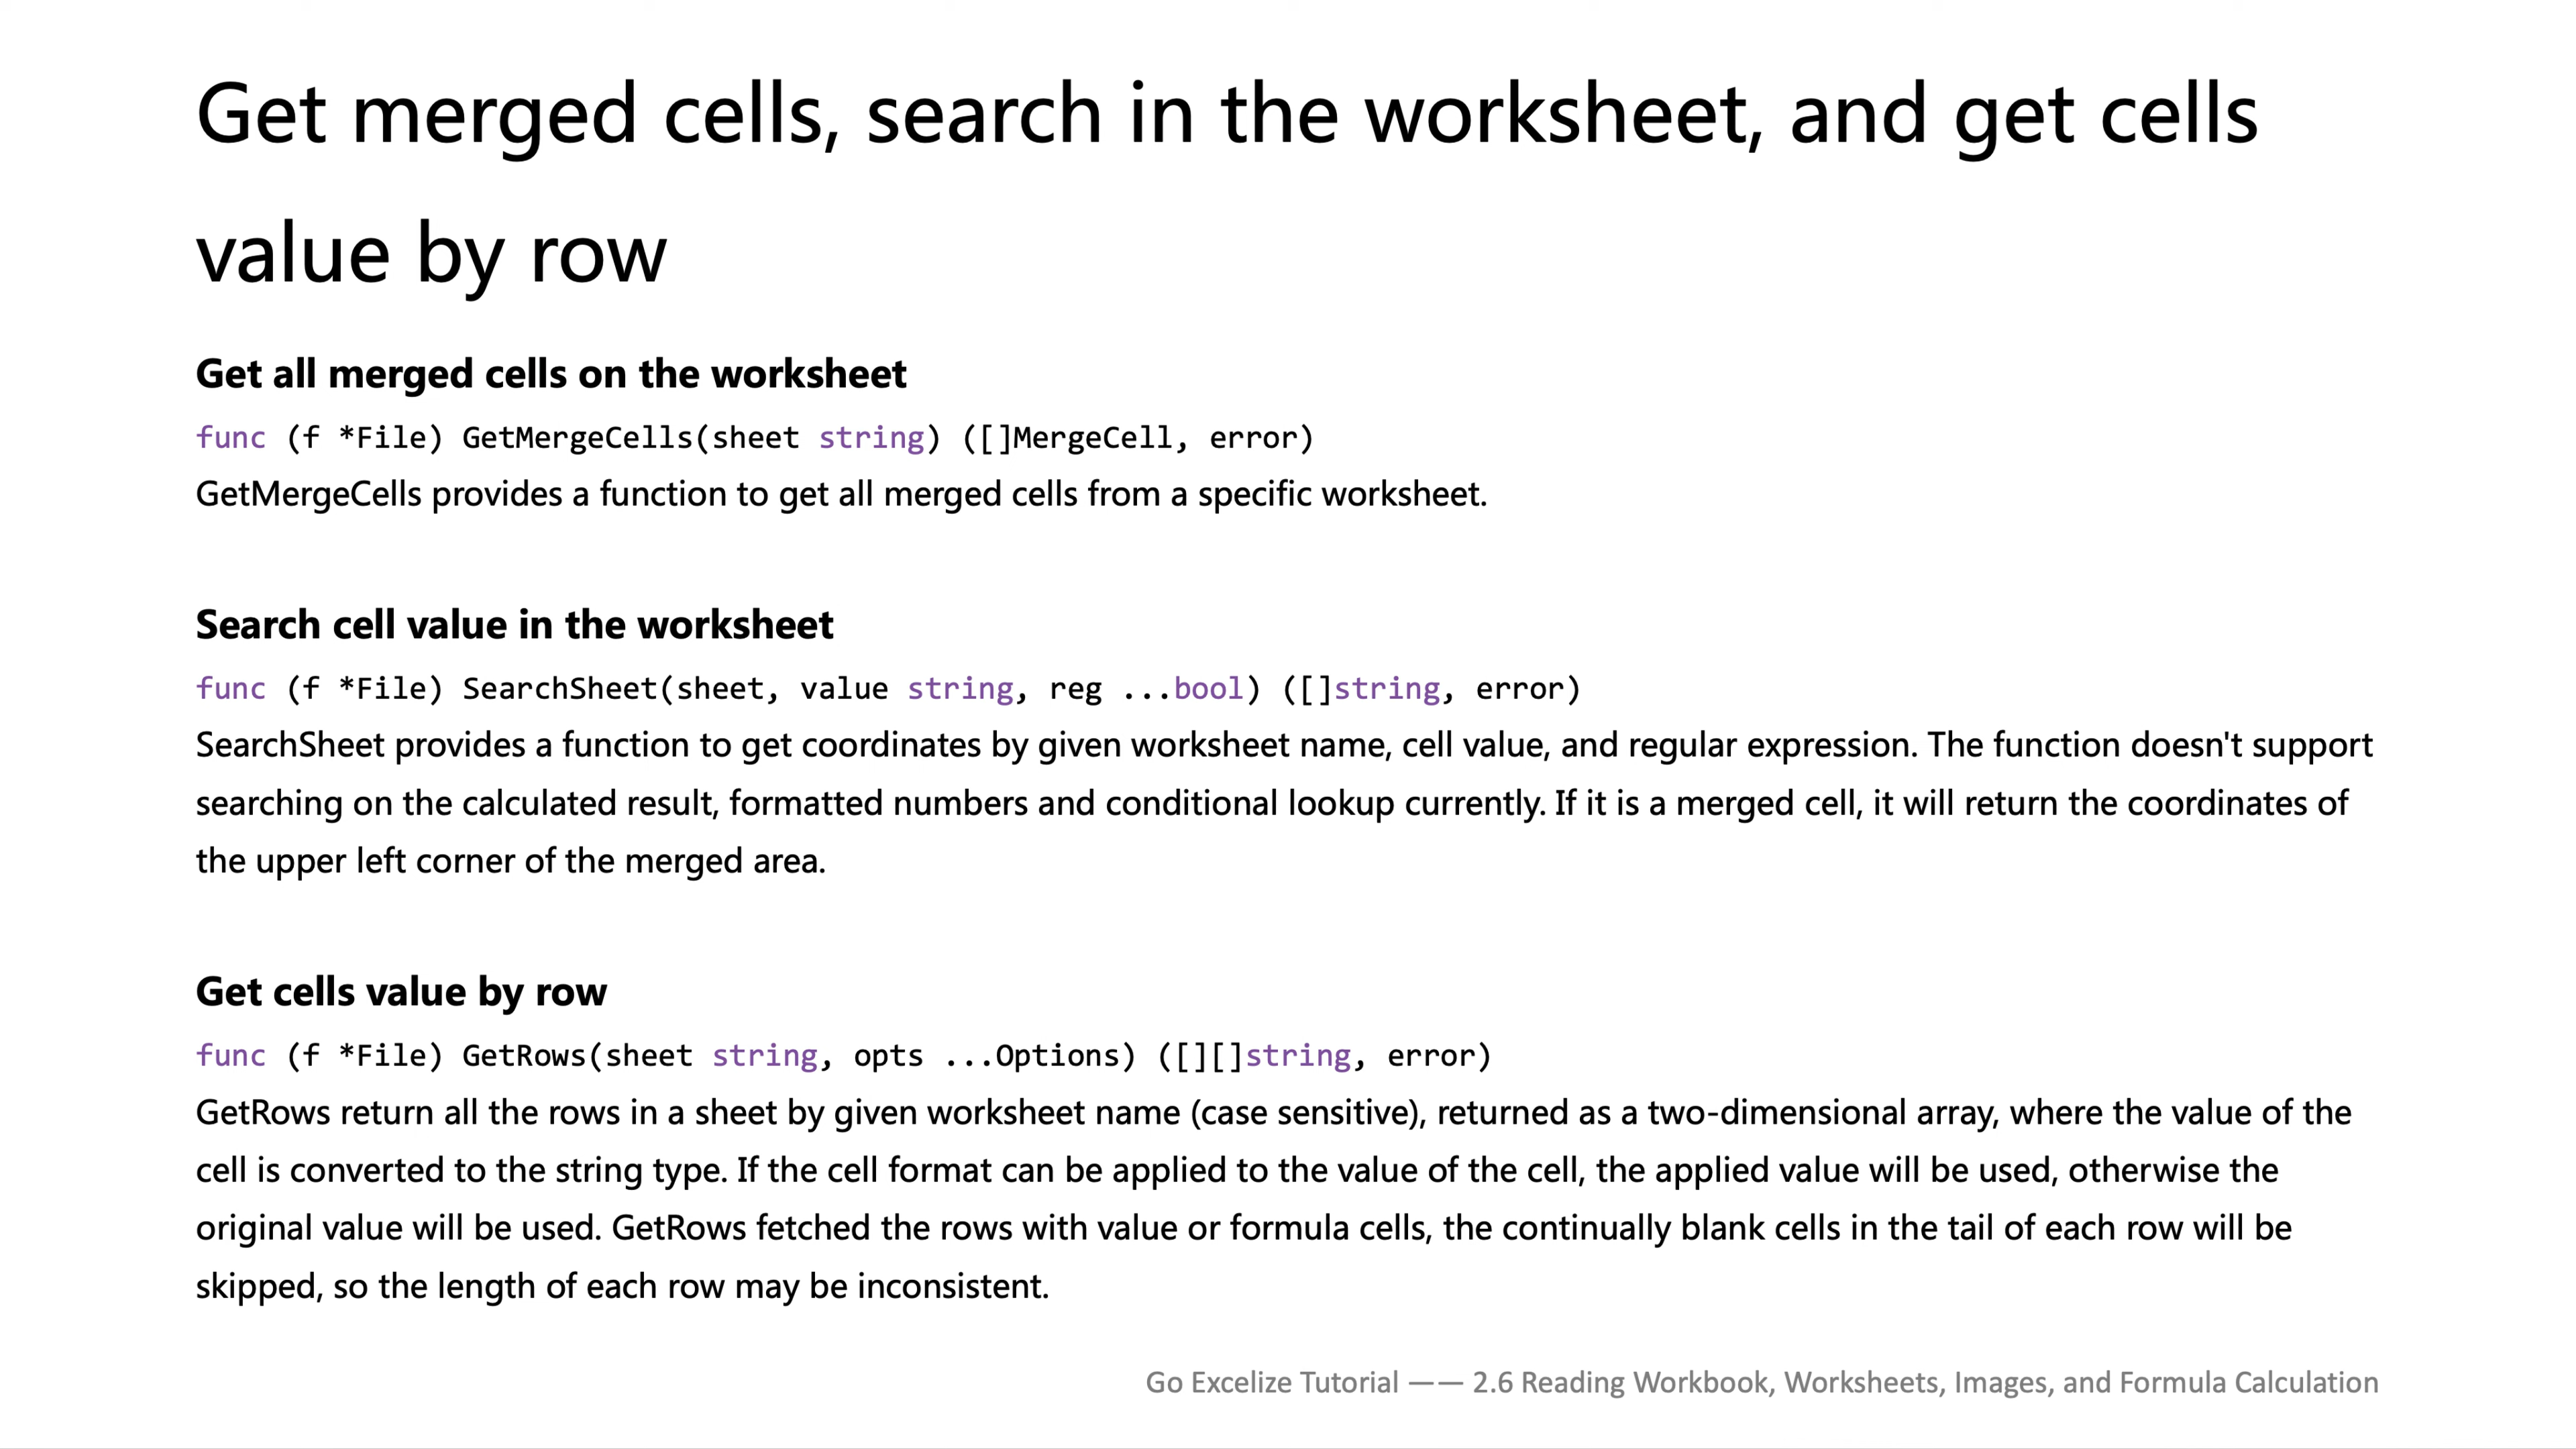 Get merged cells, search in the worksheet, and get cells
value by row
Get all merged cells on the worksheet
func (f *File) GetMergeCells(sheet string) ([]MergeCell, error)
GetMergeCells provides a function to get all merged cells from a specific worksheet.
Search cell value in the worksheet
func (f *File) SearchSheet(sheet, value string, reg ...bool) ([]string, error)
SearchSheet provides a function to get coordinates by given worksheet name, cell value, and regular expression. The function doesn't support
searching on the calculated result, formatted numbers and conditional lookup currently. If it is a merged cell, it will return the coordinates of
the upper left corner of the merged area.
Get cells value by row
func (f *File) GetRows(sheet string, opts ...Options) ([][]string, error)
GetRows return all the rows in a sheet by given worksheet name (case sensitive), returned as a two-dimensional array, where the value of the
cell is converted to the string type. If the cell format can be applied to the value of the cell, the applied value will be used, otherwise the
original value will be used. GetRows fetched the rows with value or formula cells, the continually blank cells in the tail of each row will be
skipped, so the length of each row may be inconsistent.
Go Excelize Tutorial —— 2.6 Reading Workbook, Worksheets, Images, and Formula Calculation